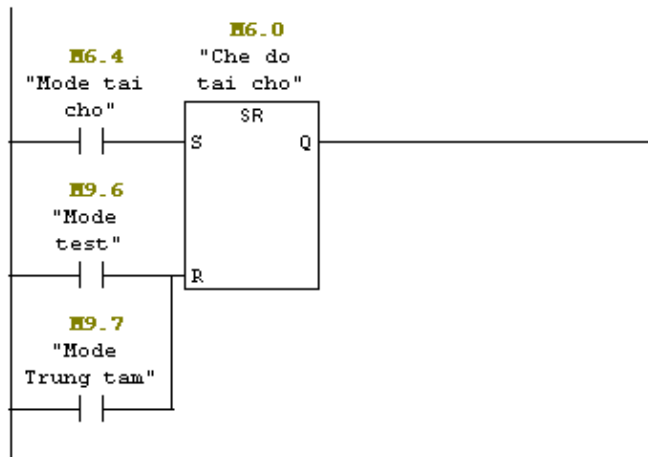 M6.0
"Che do
tai cho"
M6.4
"Mode tai
cho"
SR
S
Q
M9.6
"Mode
test"
R
M9.7
"Mode
Trung tam"